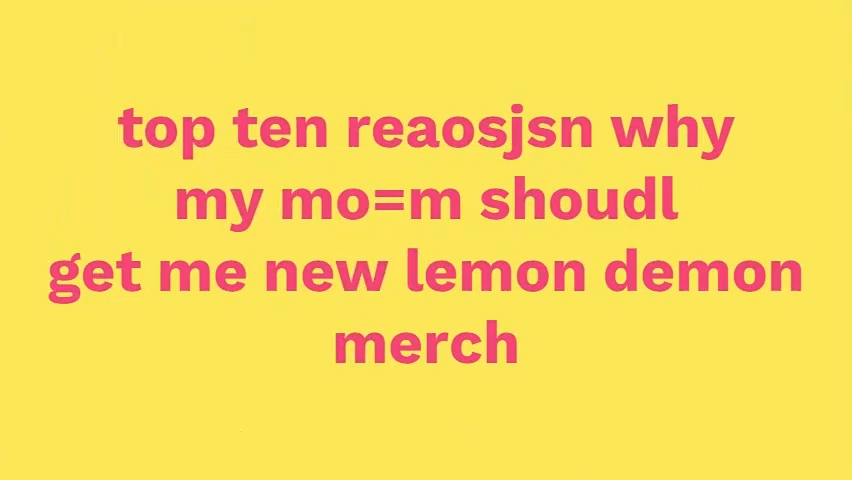 top ten reaosjsn why
my mo=m shoudl
get me new lemon demon
merch